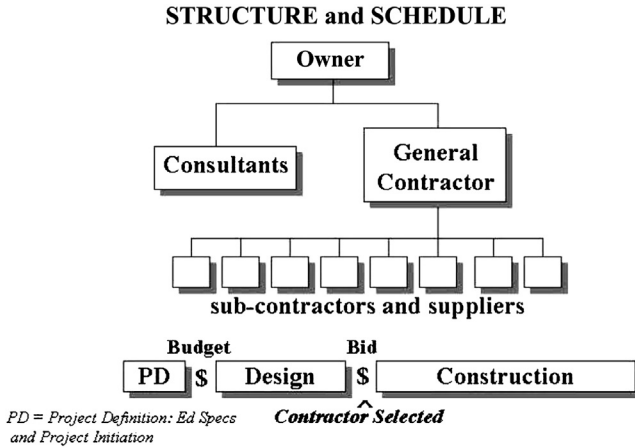 STRUCTURE and SCHEDULE
Owner
Consultants
General
Contractor
sub-contractors and suppliers
Budget
Bid
PD
$
Design
$
Construction
PD = Project Definition: Ed Specs
and Project Initiation
Contractor Selected